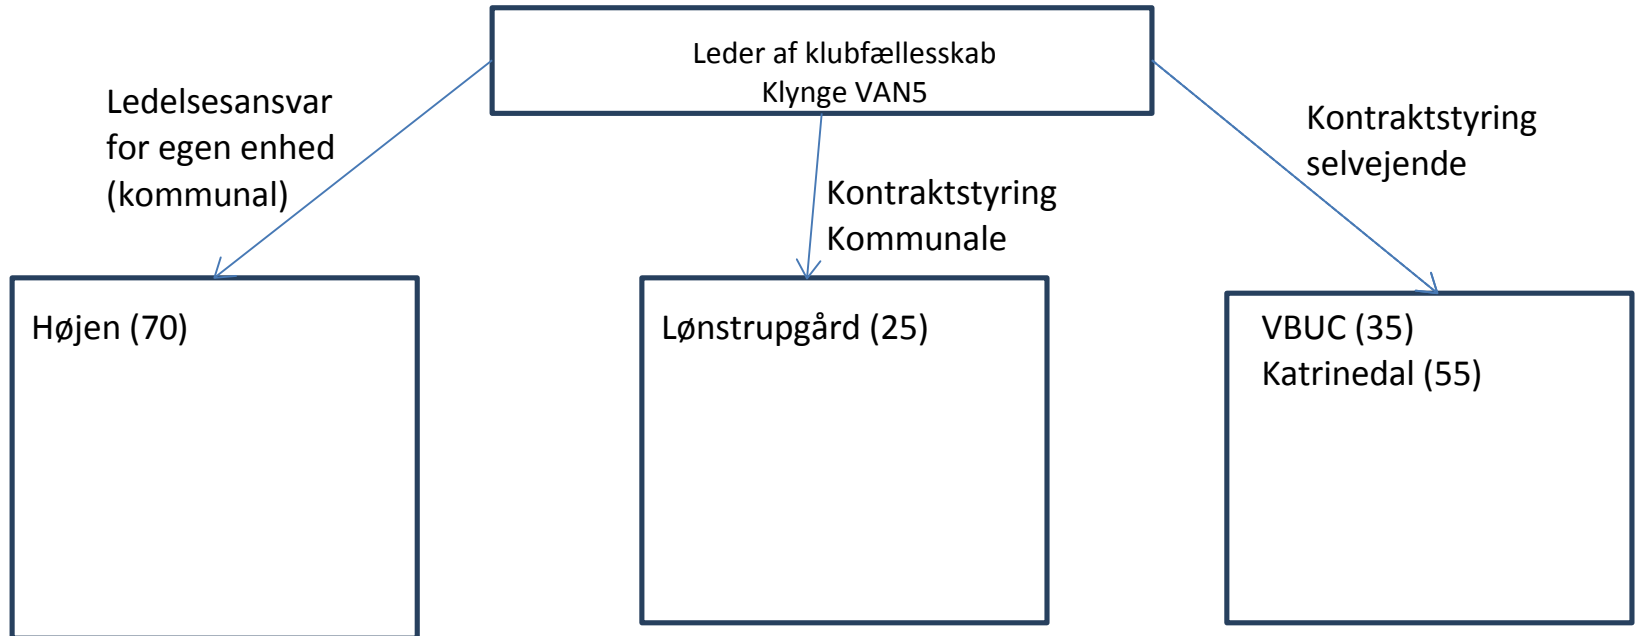 Leder af klubfællesskab
Klynge VAN5
Ledelsesansvar
for egen enhed
(kommunal)
Kontraktstyring
Kommunale
Kontraktstyring
selvejende
Højen (70)
Lønstrupgård (25)
VBUC (35)
Katrinedal (55)